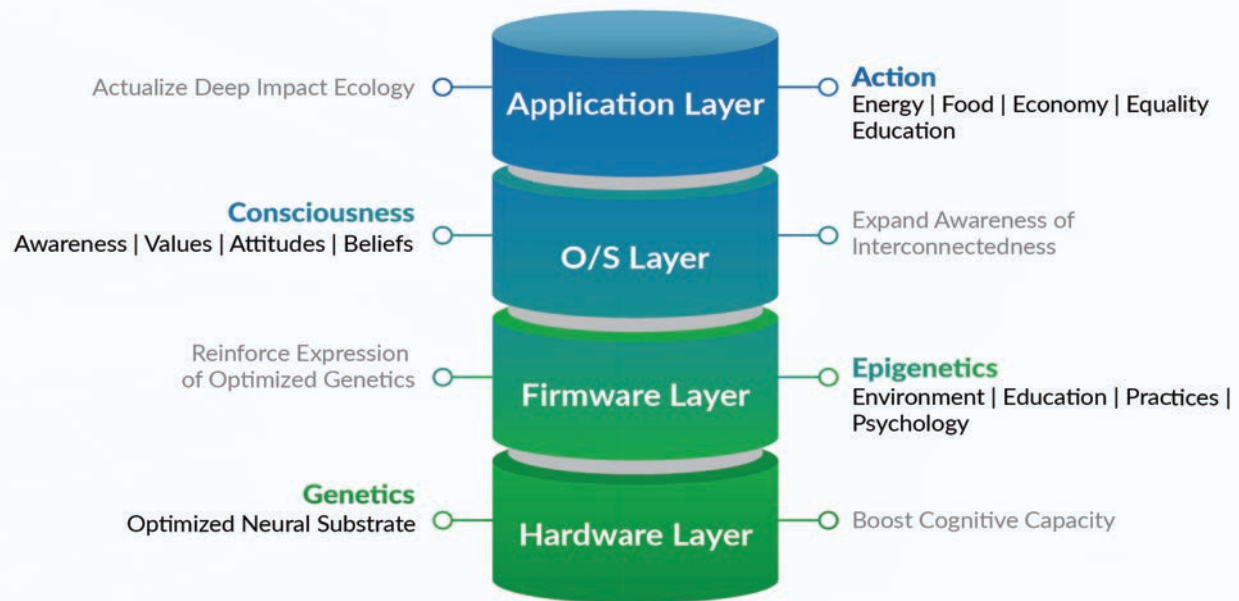 Actualize Deep Impact Ecology
Application Layer
Action
Energy | Food | Economy | Equality
Education
Consciousness
Awareness | Values | Attitudes | Beliefs
O/S Layer
Expand Awareness of
Interconnectedness
Reinforce Expression
of Optimized Genetics
Firmware Layer
Epigenetics
Environment | Education | Practices |
Psychology
Genetics
Optimized Neural Substrate
Hardware Layer
Boost Cognitive Capacity